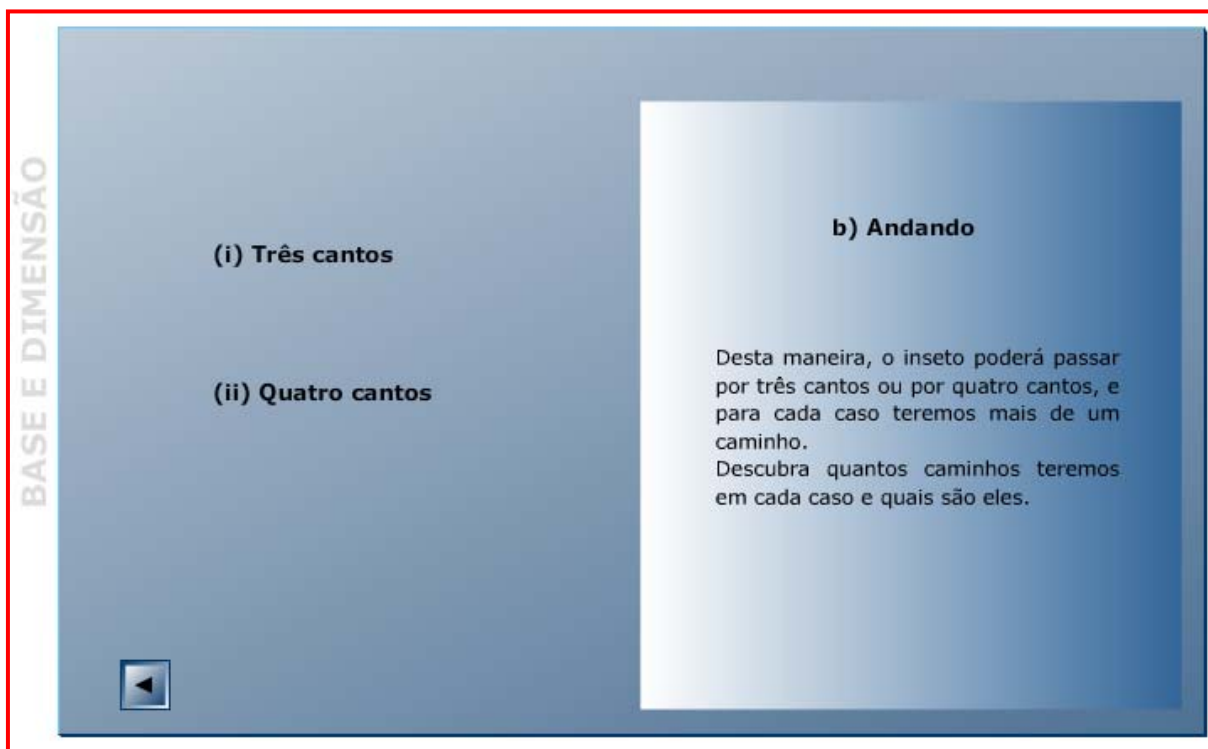 BASE E DIMENSÃO
(i) Três cantos
(ii) Quatro cantos
b) Andando
Desta maneira, o inseto poderá passar
por três cantos ou por quatro cantos, e
para cada caso teremos mais de um
caminho.
Descubra quantos caminhos teremos
em cada caso e quais são eles.